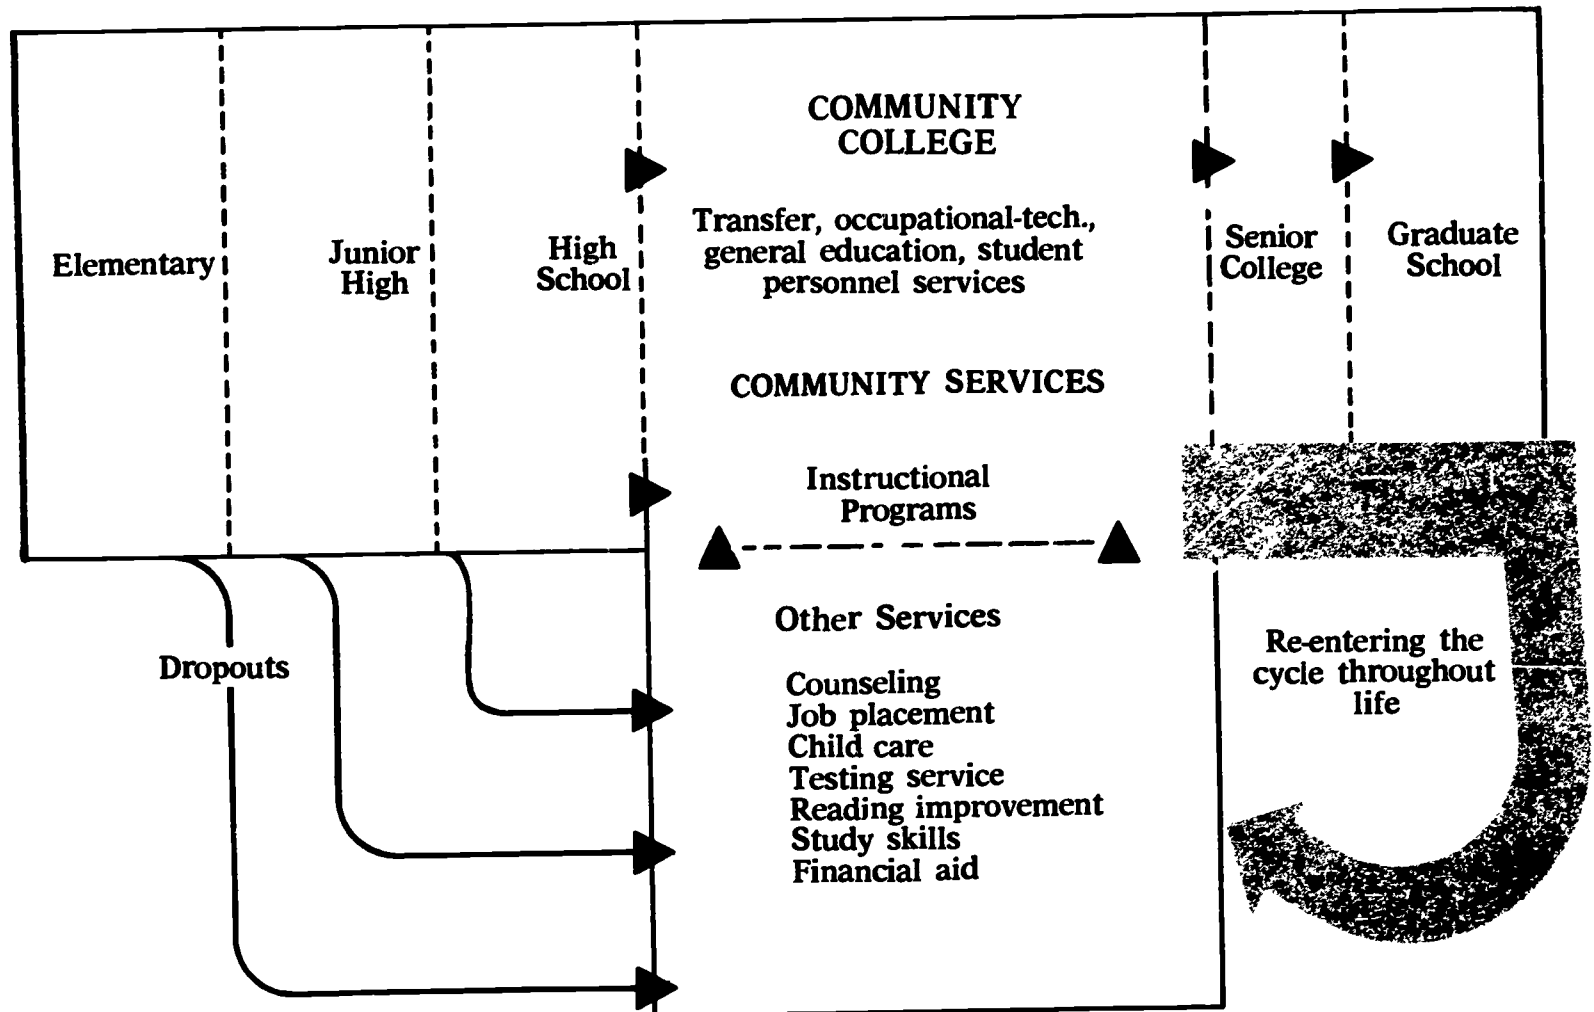 Elementary
Junior
High
High
School
COMMUNITY
COLLEGE
Transfer, occupational-tech.,
general education, student
personnel services
COMMUNITY SERVICES
Instructional
Programs
Other Services
Counseling
Job placement
Child care
Testing service
Reading improvement
Study skills
Financial aid
Senior
College
Graduate
School
Dropouts
Re-entering the
cycle throughout
life